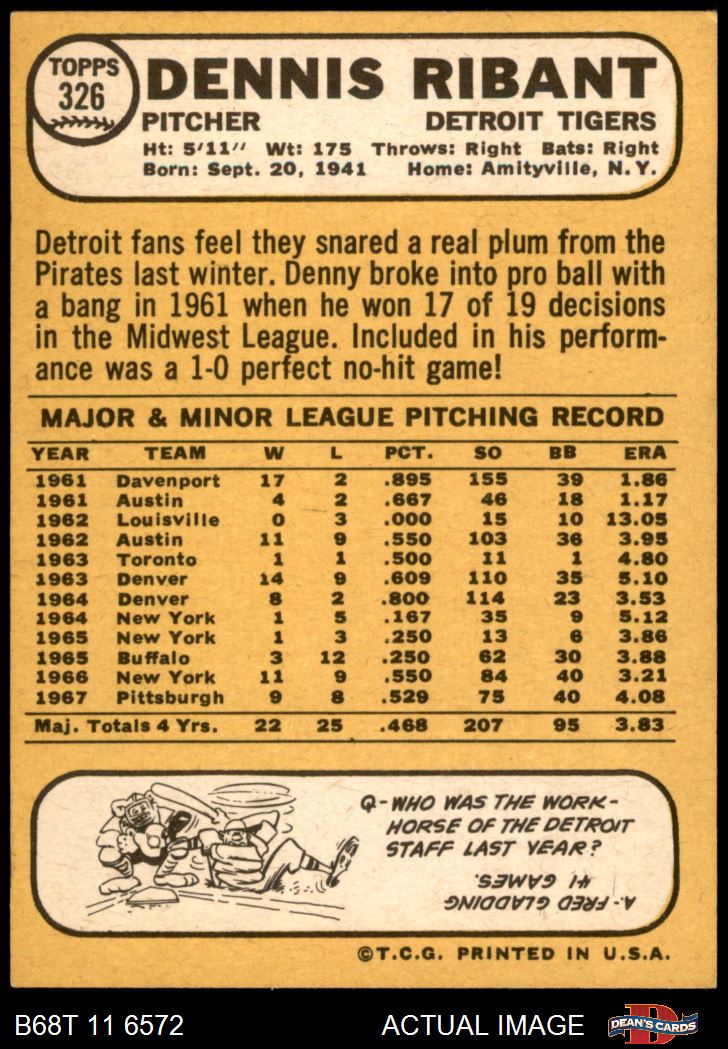 TOPPS
326
DENNIS RIBANT
PITCHER DETROIT TIGERS
Ht: 5'11" Wt: 175 Throws: Right Bats: Right
Born: Sept. 20, 1941 Home: Amityville, N.Y.
Detroit fans feel they snared a real plum from the
Pirates last winter. Denny broke into pro ball with
a bang in 1961 when he won 17 of 19 decisions
in the Midwest League. Included in his perform-
ance was a 1-0 perfect no-hit game!
MAJOR & MINOR LEAGUE PITCHING RECORD
YEAR TEAM W L PCT. SO BB ERA
1961 Davenport 17 2 .895 155 39 1.86
1961 Austin 4 2 .667 46 18 1.17
1962 Louisville 0 3 .000 15 10 13.05
1962 Austin 11 9 .550 103 36 3.95
1963 Toronto 1 1 .500 11 1 4.80
1963 Denver 14 9 .609 110 35 5.10
1964 Denver 8 2 .800 114 23 3.53
1964 New York 1 5 .167 35 9 5.12
1965 New York 1 3 .250 13 6 3.86
1965 Buffalo 3 12 .250 62 30 3.88
1966 New York 11 9 .550 84 40 3.21
1967 Pittsburgh 9 8 .529 75 40 4.08
Maj. Totals 4 Yrs. 22 25 .468 207 95 3.83
Q-WHO WAS THE WORK-
HORSE OF THE DETROIT
STAFF LAST YEAR?
A. FRED GLADDING
41 GAMES.
©T.C.G. PRINTED IN U.S.A.
B68T 11 6572 ACTUAL IMAGE
D
DEAN'S CARDS